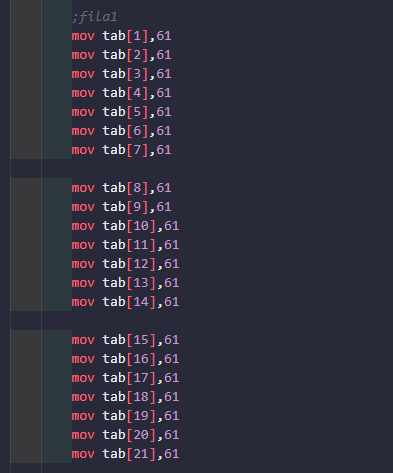 ;fila1
mov tab[1],61
mov tab[2],61
mov tab[3],61
mov tab[4],61
mov tab[5],61
mov tab[6],61
mov tab[7],61
mov tab[8],61
mov tab[9],61
mov tab[10],61
mov tab[11],61
mov tab[12],61
mov tab[13],61
mov tab[14],61
mov tab[15],61
mov tab[16],61
mov tab[17],61
mov tab[18],61
mov tab[19],61
mov tab[20],61
mov tab[21],61